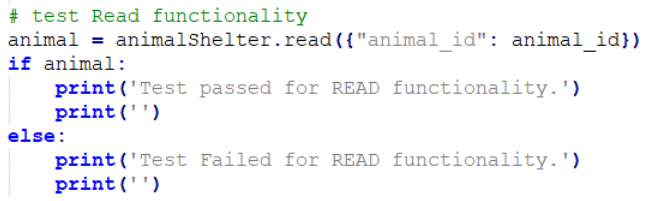 # test Read functionality
animal = animalShelter.read({"animal_id": animal_id})
if animal:
    print('Test passed for READ functionality.')
    print('')
else:
    print('Test Failed for READ functionality.')
    print('')